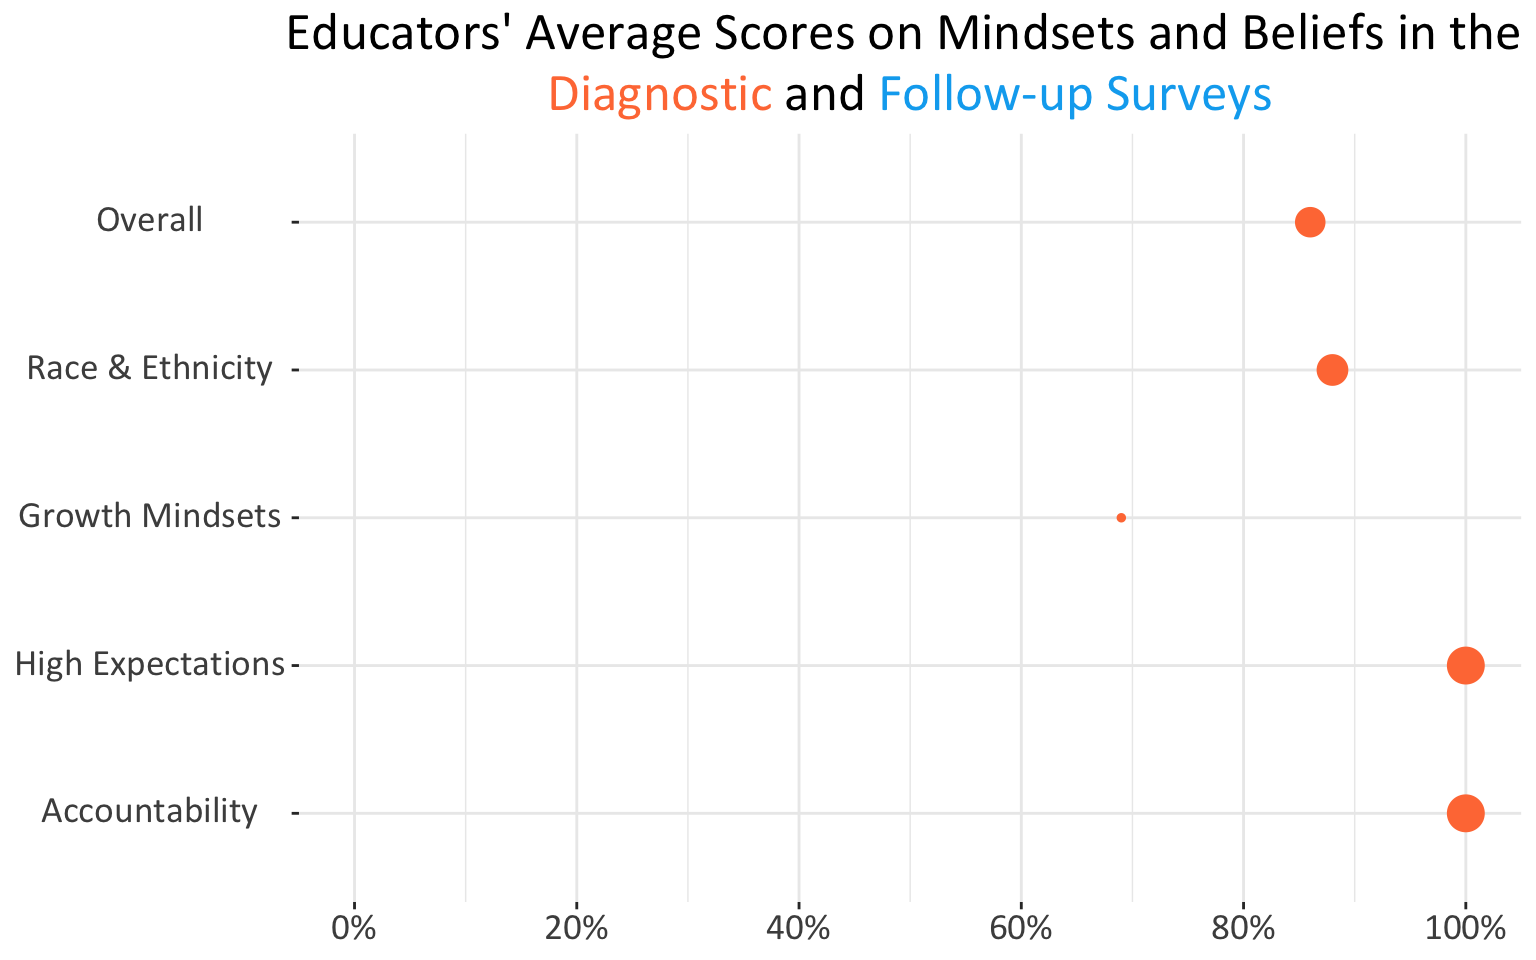 Educators' Average Scores on Mindsets and Beliefs in the
Diagnostic and Follow-up Surveys
Overall
Race & Ethnicity
Growth Mindsets
High Expectations
Accountability
0% 20% 40% 60% 80% 100%